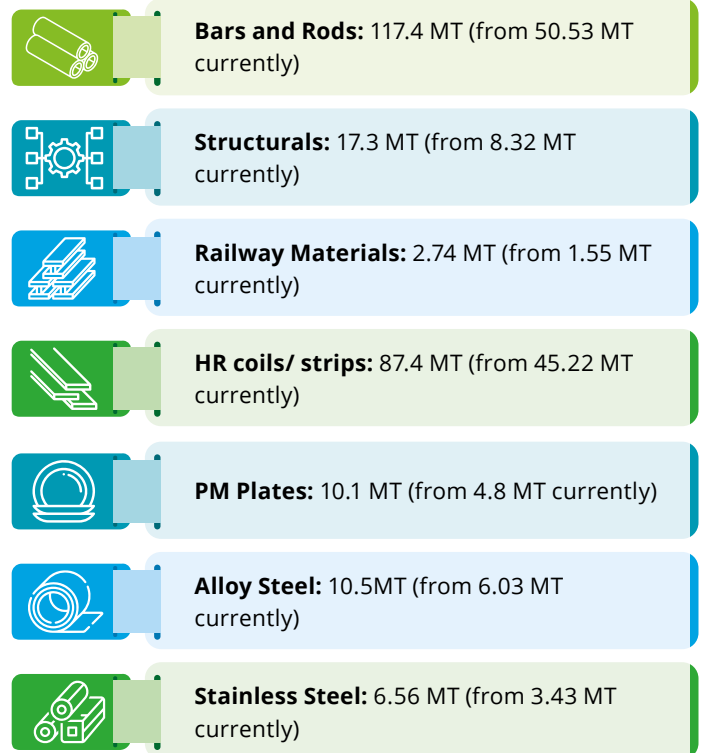 Bars and Rods: 117.4 MT (from 50.53 MT
currently)
Structurals: 17.3 MT (from 8.32 MT
currently)
Railway Materials: 2.74 MT (from 1.55 MT
currently)
HR coils/ strips: 87.4 MT (from 45.22 MT
currently)
PM Plates: 10.1 MT (from 4.8 MT currently)
Alloy Steel: 10.5MT (from 6.03 MT
currently)
Stainless Steel: 6.56 MT (from 3.43 MT
currently)